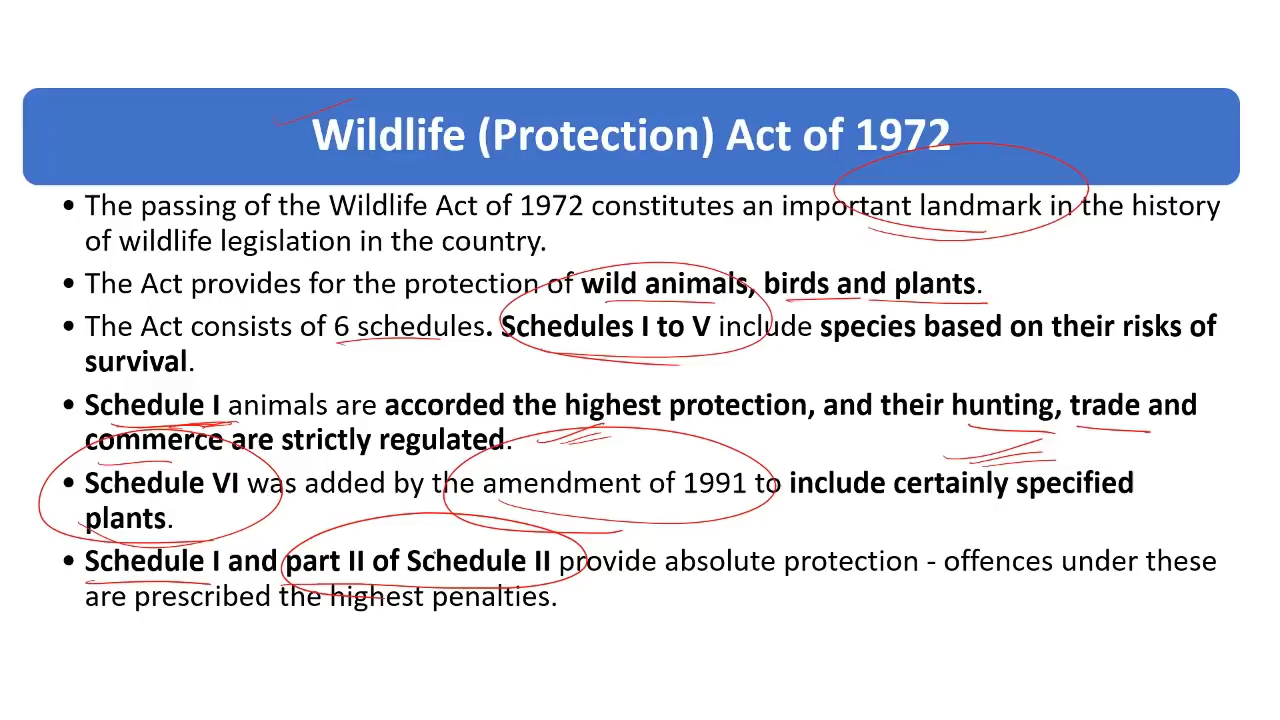 Wildlife (Protection) Act of 1972
• The passing of the Wildlife Act of 1972 constitutes an important landmark in the history
of wildlife legislation in the country.
• The Act provides for the protection of wild animals, birds and plants.
• The Act consists of 6 schedules. Schedules I to V include species based on their risks of
survival.
• Schedule I animals are accorded the highest protection, and their hunting, trade and
commerce are strictly regulated.
• Schedule VI was added by the amendment of 1991 to include certainly specified
plants.
• Schedule I and part II of Schedule II provide absolute protection - offences under these
are prescribed the highest penalties.